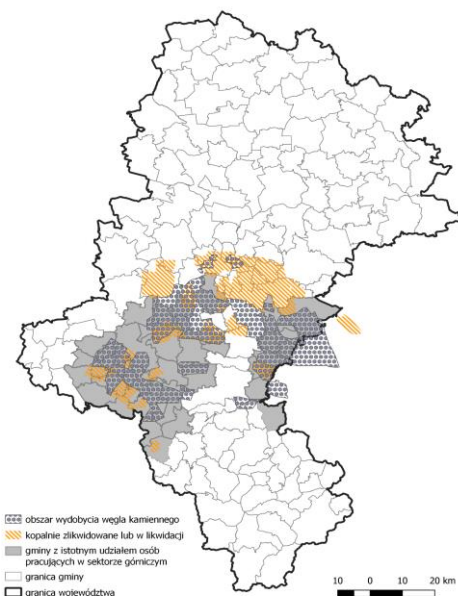 obszar wydobycia węgla kamiennego
kopalnie zlikwidowane lub w likwidacji
gminy z istotnym udziałem osób
pracujących w sektorze górniczym
granica gminy
granica województwa
10 0 10 20 km